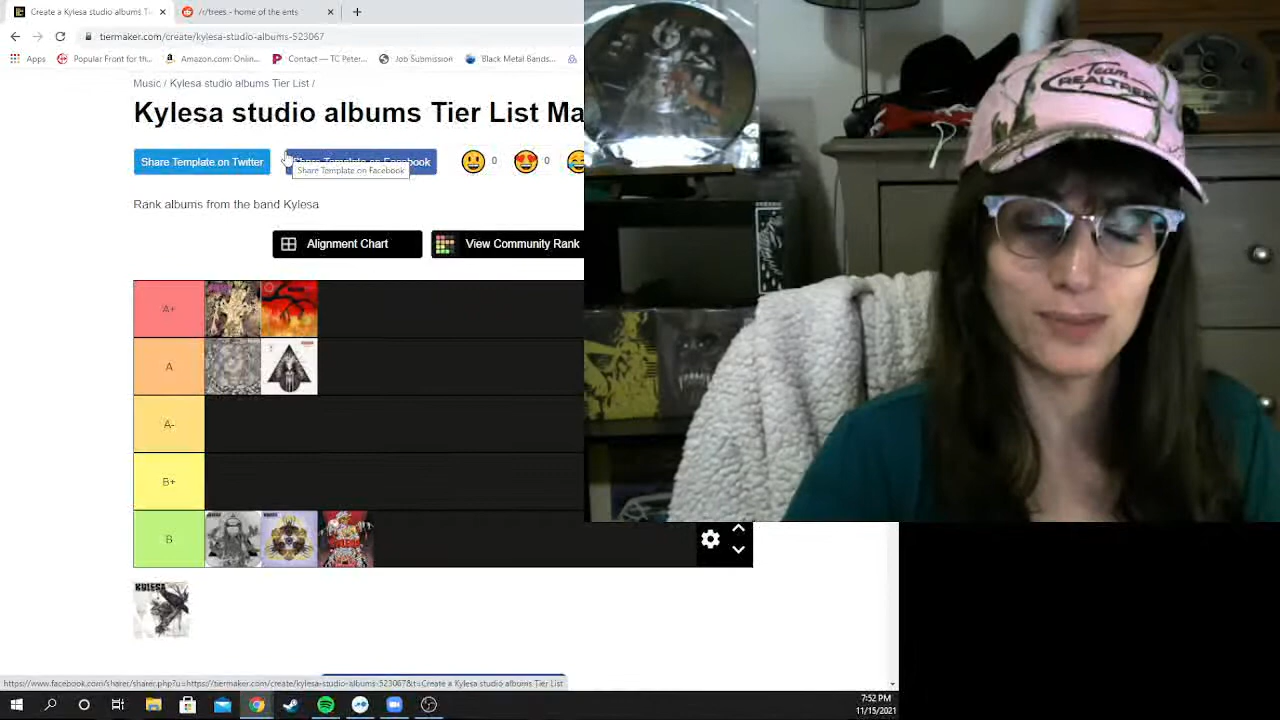 Create a Kylesa studio albums Ti
/r/trees - home of the ents
tiermaker.com/create/kylesa-studio-albums-523067
Apps
Popular Front for th...
Amazon.com: Onlin...
Contact — TC Peter...
Job Submission
'Black Metal Bands...
Music / Kylesa studio albums Tier List /
Kylesa studio albums Tier List Ma
Share Template on Twitter
Share Template on Facebook
0
0
Share Template on Facebook
Rank albums from the band Kylesa
Alignment Chart
View Community Rank
Team
REALTREE
A+
A
A-
B+
B
KYLESA
https://www.facebook.com/sharer/sharer.php?u=https://tiermaker.com/create/kylesa-studio-albums-523067&t=Create a Kylesa studio albums Tier List
7:52 PM
11/15/2021